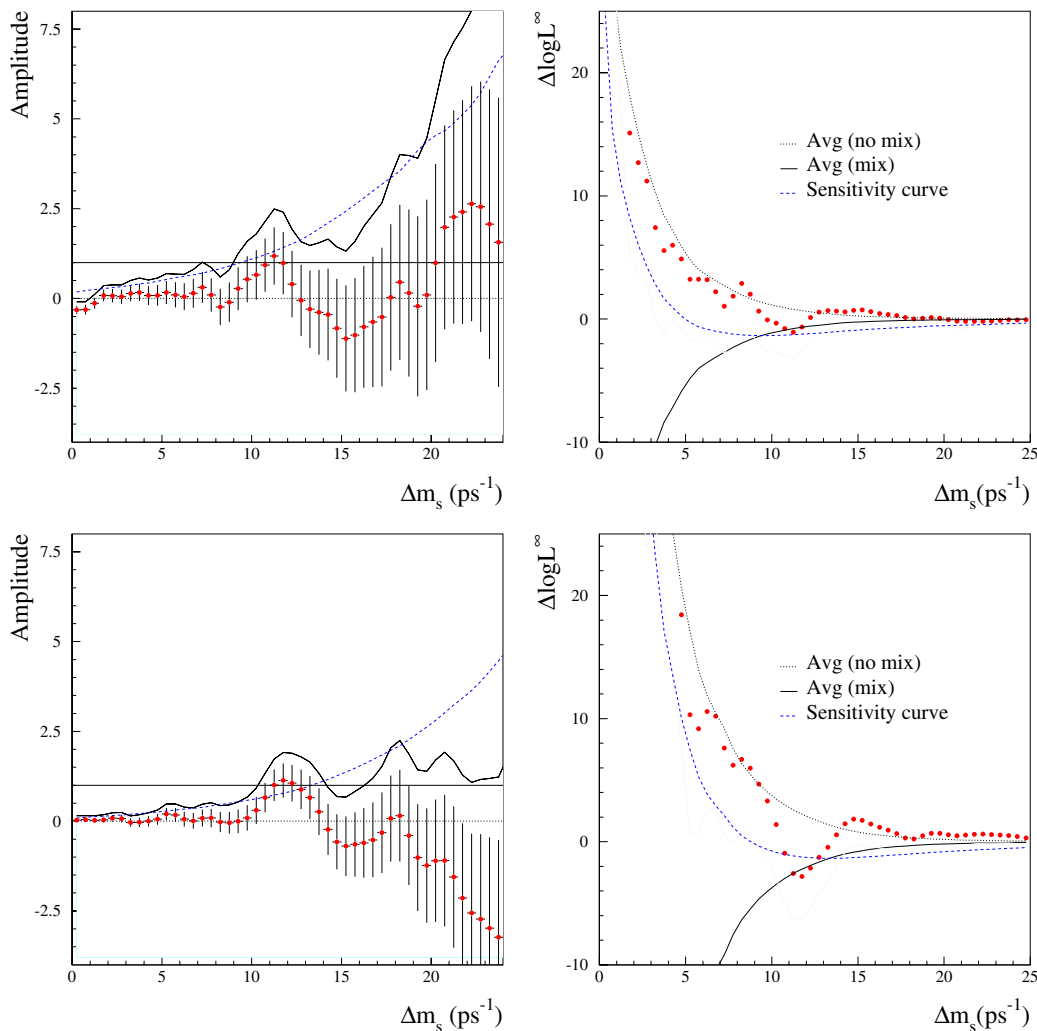 Amplitude
7.5
5
2.5
0
-2.5
0 5 10 15 20
Δm_s (ps⁻¹)
ΔlogL^∞
20
10
0
-10
Avg (no mix)
Avg (mix)
Sensitivity curve
0 5 10 15 20 25
Δm_s (ps⁻¹)
Amplitude
7.5
5
2.5
0
-2.5
0 5 10 15 20
Δm_s (ps⁻¹)
ΔlogL^∞
20
10
0
-10
Avg (no mix)
Avg (mix)
Sensitivity curve
0 5 10 15 20 25
Δm_s (ps⁻¹)